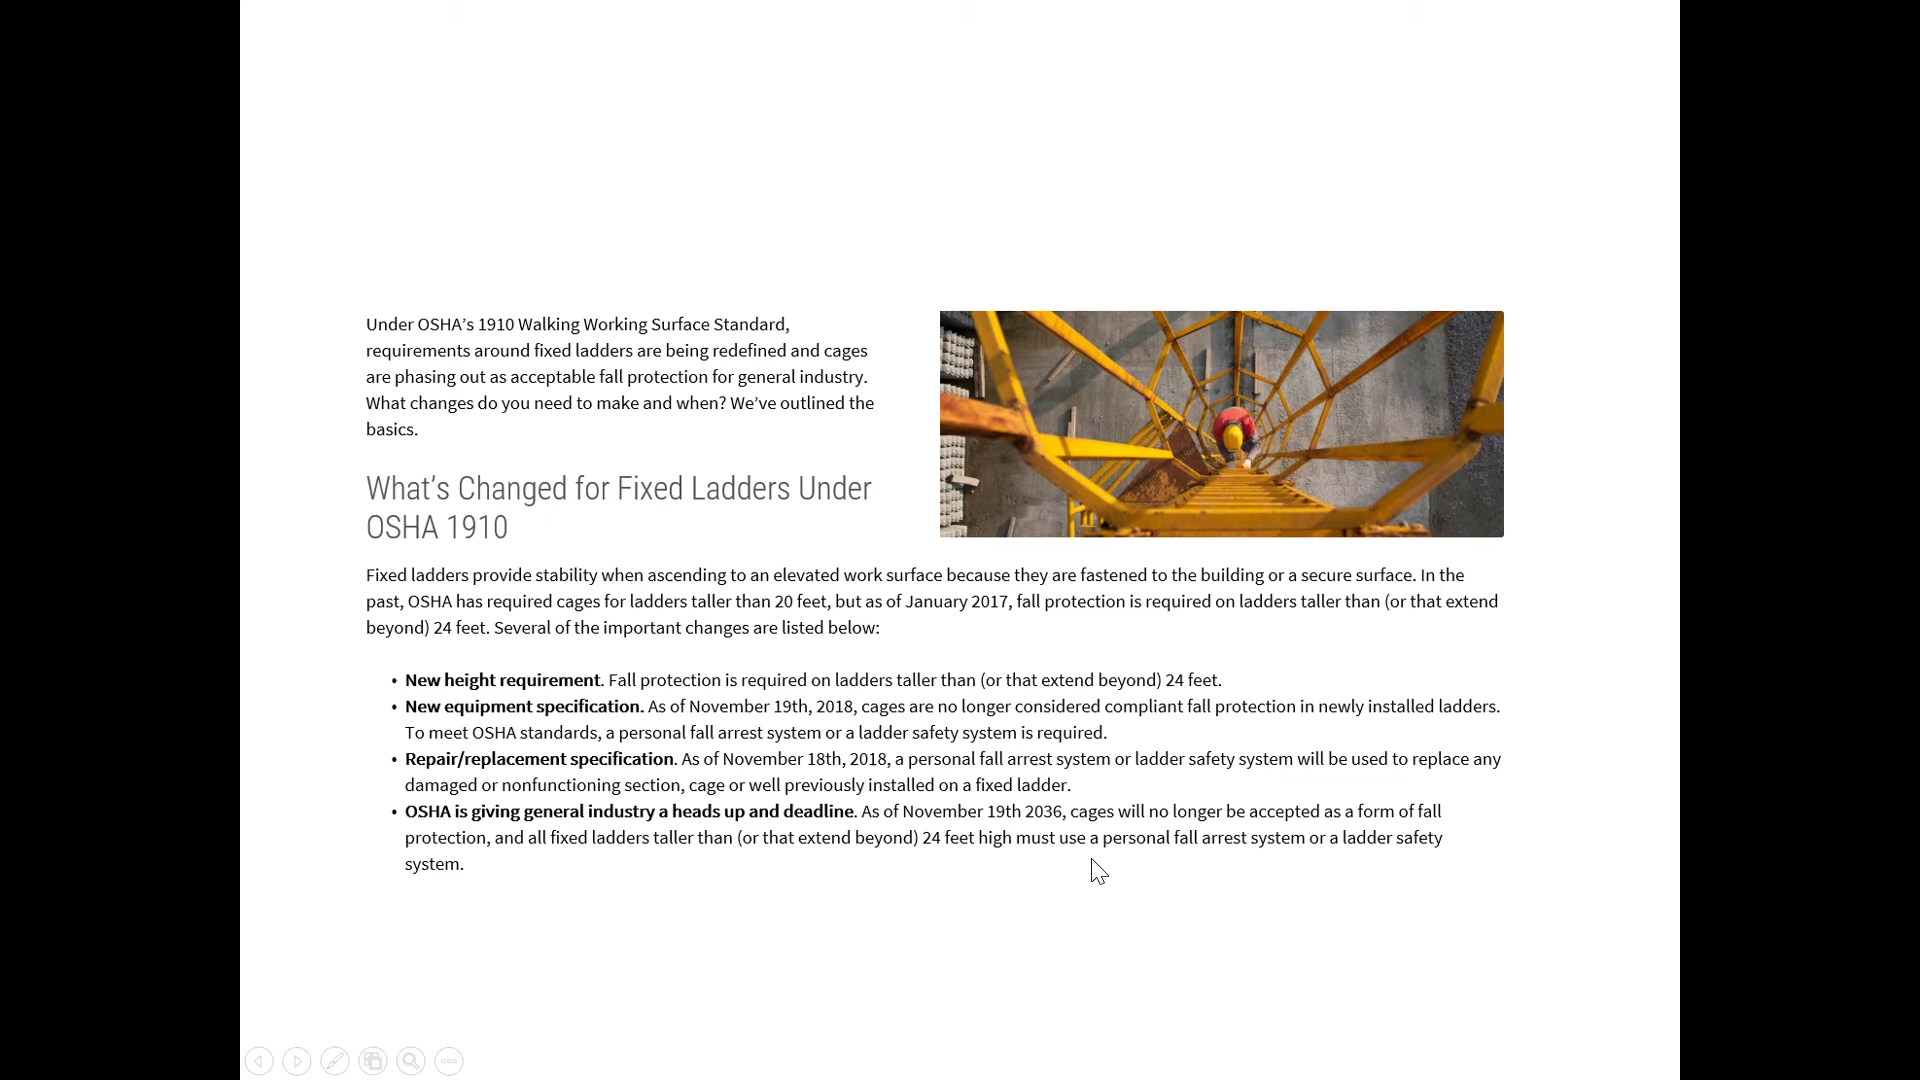 Under OSHA’s 1910 Walking Working Surface Standard,
requirements around fixed ladders are being redefined and cages
are phasing out as acceptable fall protection for general industry.
What changes do you need to make and when? We’ve outlined the
basics.
What’s Changed for Fixed Ladders Under
OSHA 1910
Fixed ladders provide stability when ascending to an elevated work surface because they are fastened to the building or a secure surface. In the
past, OSHA has required cages for ladders taller than 20 feet, but as of January 2017, fall protection is required on ladders taller than (or that extend
beyond) 24 feet. Several of the important changes are listed below:
• New height requirement. Fall protection is required on ladders taller than (or that extend beyond) 24 feet.
• New equipment specification. As of November 19th, 2018, cages are no longer considered compliant fall protection in newly installed ladders.
To meet OSHA standards, a personal fall arrest system or a ladder safety system is required.
• Repair/replacement specification. As of November 18th, 2018, a personal fall arrest system or ladder safety system will be used to replace any
damaged or nonfunctioning section, cage or well previously installed on a fixed ladder.
• OSHA is giving general industry a heads up and deadline. As of November 19th 2036, cages will no longer be accepted as a form of fall
protection, and all fixed ladders taller than (or that extend beyond) 24 feet high must use a personal fall arrest system or a ladder safety
system.